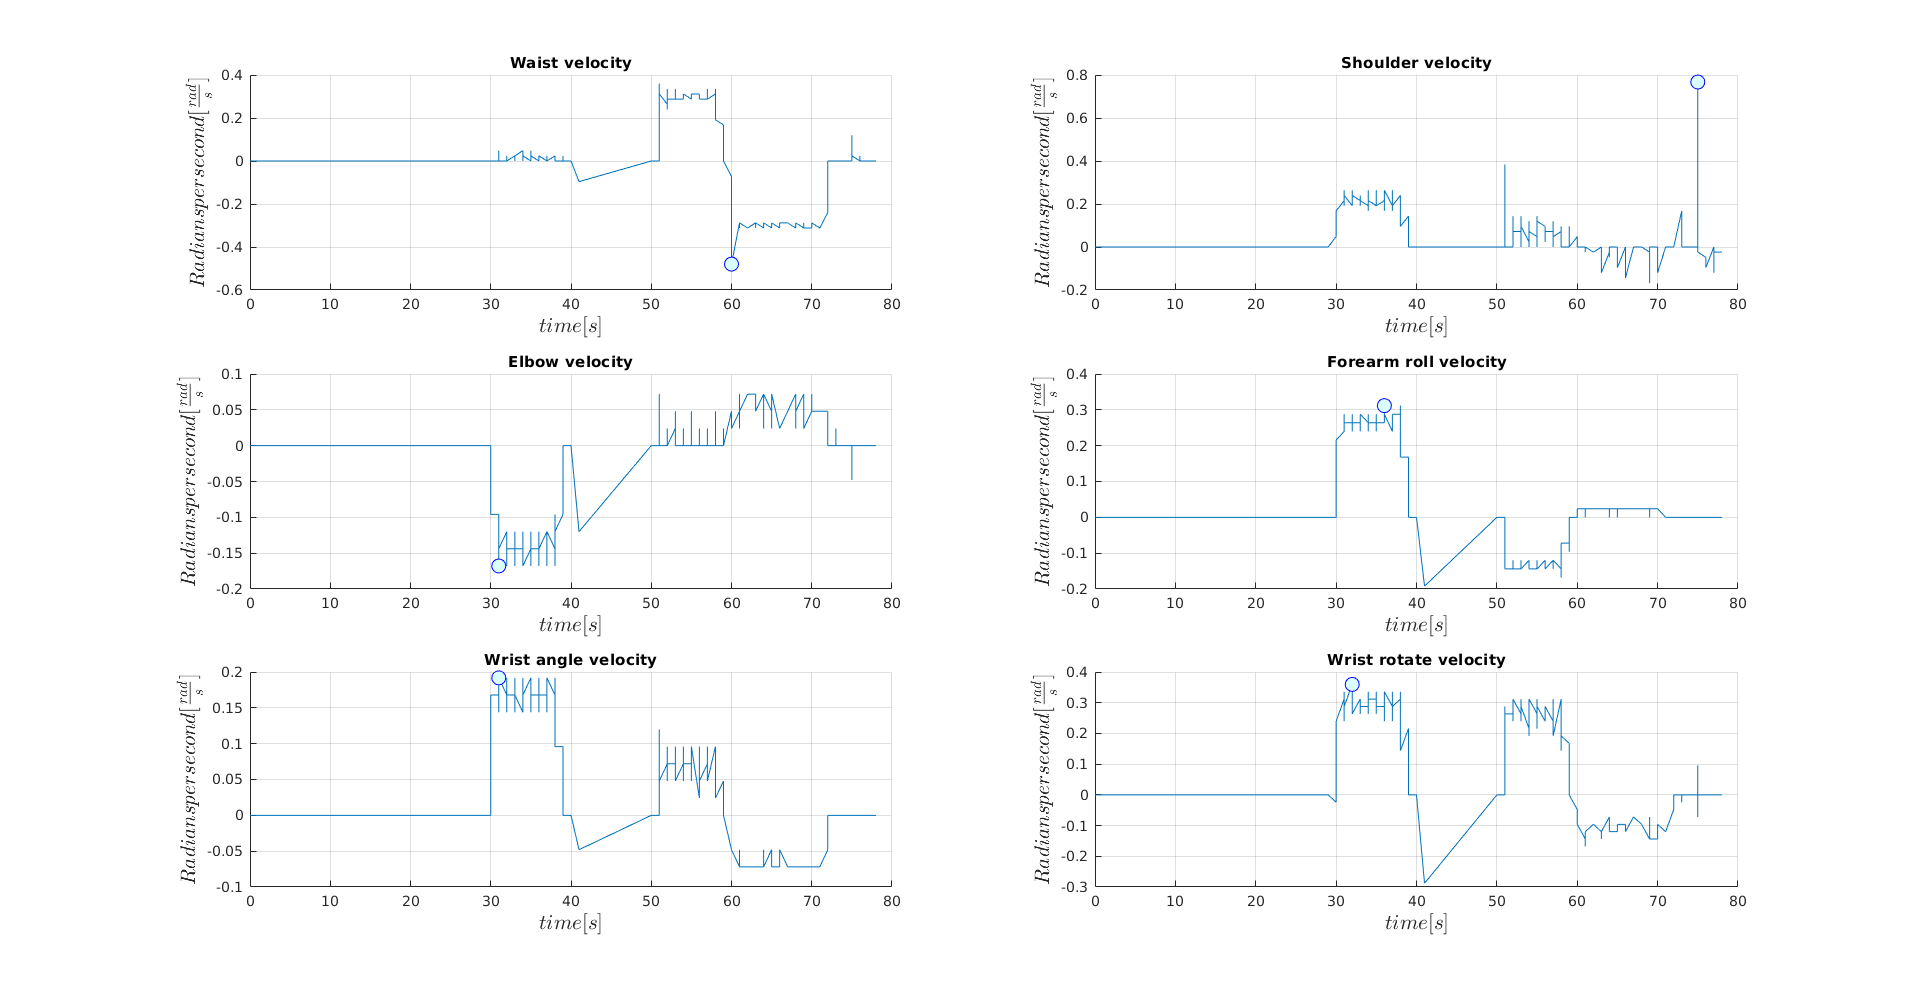 Waist velocity
Radianspersecond[rad/s]
0.4
0.2
0
-0.2
-0.4
-0.6
0 10 20 30 40 50 60 70 80
time[s]
Shoulder velocity
Radianspersecond[rad/s]
0.8
0.6
0.4
0.2
0
-0.2
0 10 20 30 40 50 60 70 80
time[s]
Elbow velocity
Radianspersecond[rad/s]
0.1
0.05
0
-0.05
-0.1
-0.15
-0.2
0 10 20 30 40 50 60 70 80
time[s]
Forearm roll velocity
Radianspersecond[rad/s]
0.4
0.3
0.2
0.1
0
-0.1
-0.2
0 10 20 30 40 50 60 70 80
time[s]
Wrist angle velocity
Radianspersecond[rad/s]
0.2
0.15
0.1
0.05
0
-0.05
-0.1
0 10 20 30 40 50 60 70 80
time[s]
Wrist rotate velocity
Radianspersecond[rad/s]
0.4
0.3
0.2
0.1
0
-0.1
-0.2
-0.3
0 10 20 30 40 50 60 70 80
time[s]